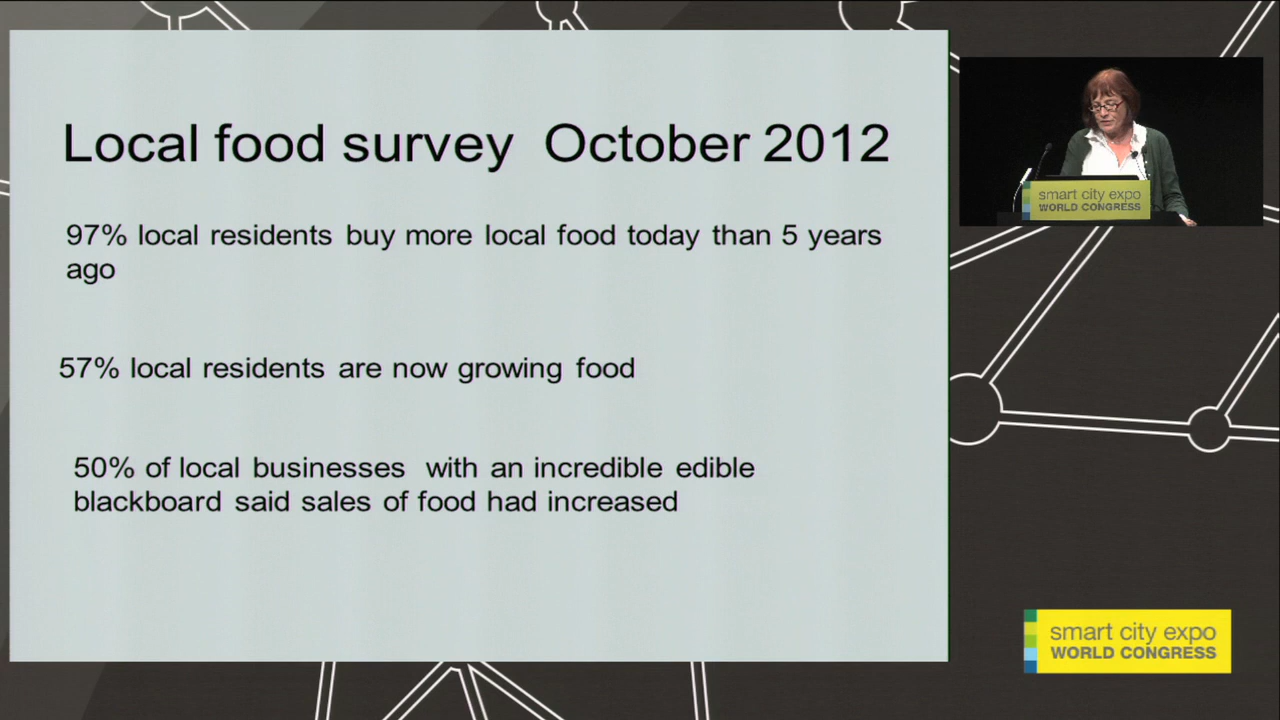 Local food survey October 2012
97% local residents buy more local food today than 5 years
ago
57% local residents are now growing food
50% of local businesses with an incredible edible
blackboard said sales of food had increased
smart city expo
WORLD CONGRESS
smart city expo
WORLD CONGRESS